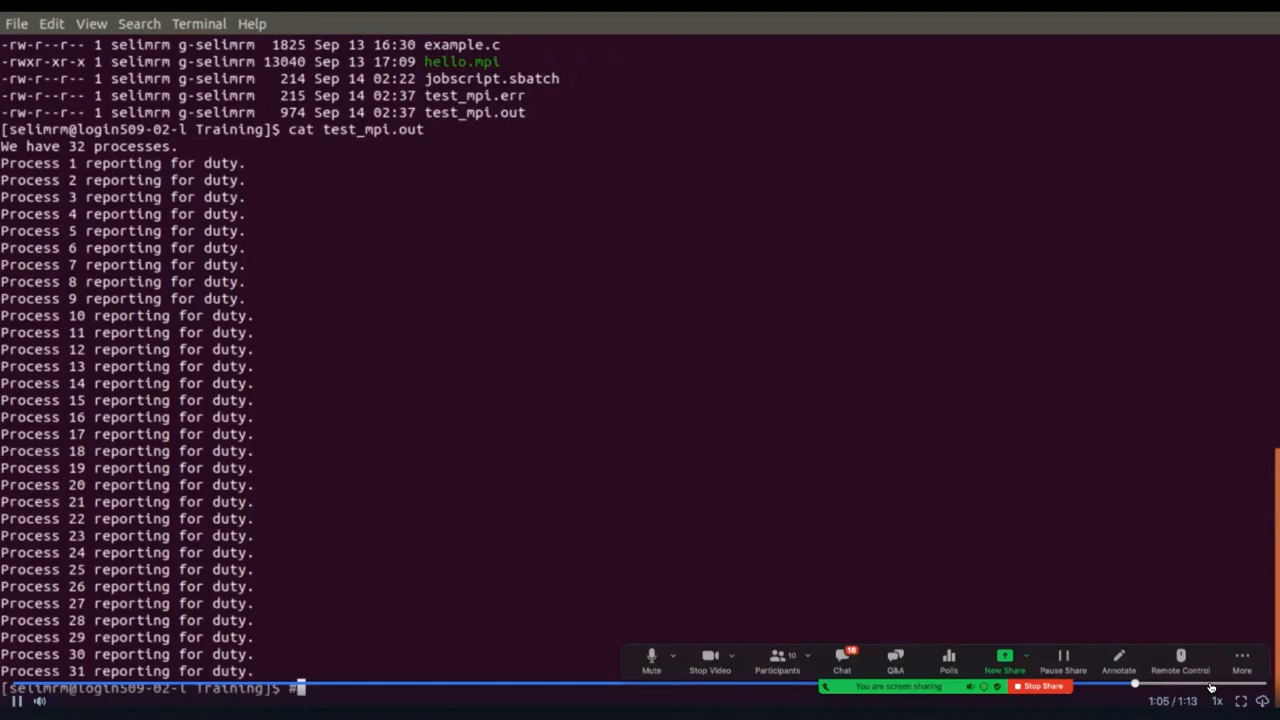 File Edit View Search Terminal Help
-rw-r--r-- 1 selimrm g-selimrm  1825 Sep 13 16:30 example.c
-rwxr-xr-x 1 selimrm g-selimrm 13040 Sep 13 17:09 hello.mpi
-rw-r--r-- 1 selimrm g-selimrm   214 Sep 14 02:22 jobscript.sbatch
-rw-r--r-- 1 selimrm g-selimrm   215 Sep 14 02:37 test_mpi.err
-rw-r--r-- 1 selimrm g-selimrm   974 Sep 14 02:37 test_mpi.out
[selimrm@login509-02-l Training]$ cat test_mpi.out
We have 32 processes.
Process 1 reporting for duty.
Process 2 reporting for duty.
Process 3 reporting for duty.
Process 4 reporting for duty.
Process 5 reporting for duty.
Process 6 reporting for duty.
Process 7 reporting for duty.
Process 8 reporting for duty.
Process 9 reporting for duty.
Process 10 reporting for duty.
Process 11 reporting for duty.
Process 12 reporting for duty.
Process 13 reporting for duty.
Process 14 reporting for duty.
Process 15 reporting for duty.
Process 16 reporting for duty.
Process 17 reporting for duty.
Process 18 reporting for duty.
Process 19 reporting for duty.
Process 20 reporting for duty.
Process 21 reporting for duty.
Process 22 reporting for duty.
Process 23 reporting for duty.
Process 24 reporting for duty.
Process 25 reporting for duty.
Process 26 reporting for duty.
Process 27 reporting for duty.
Process 28 reporting for duty.
Process 29 reporting for duty.
Process 30 reporting for duty.
Process 31 reporting for duty.
[selimrm@login509-02-l Training]$ #
10 16
Mute Stop Video Participants Chat Q&A Polls New Share Pause Share Annotate Remote Control More
You are screen sharing Stop Share
1:05 / 1:13 1x